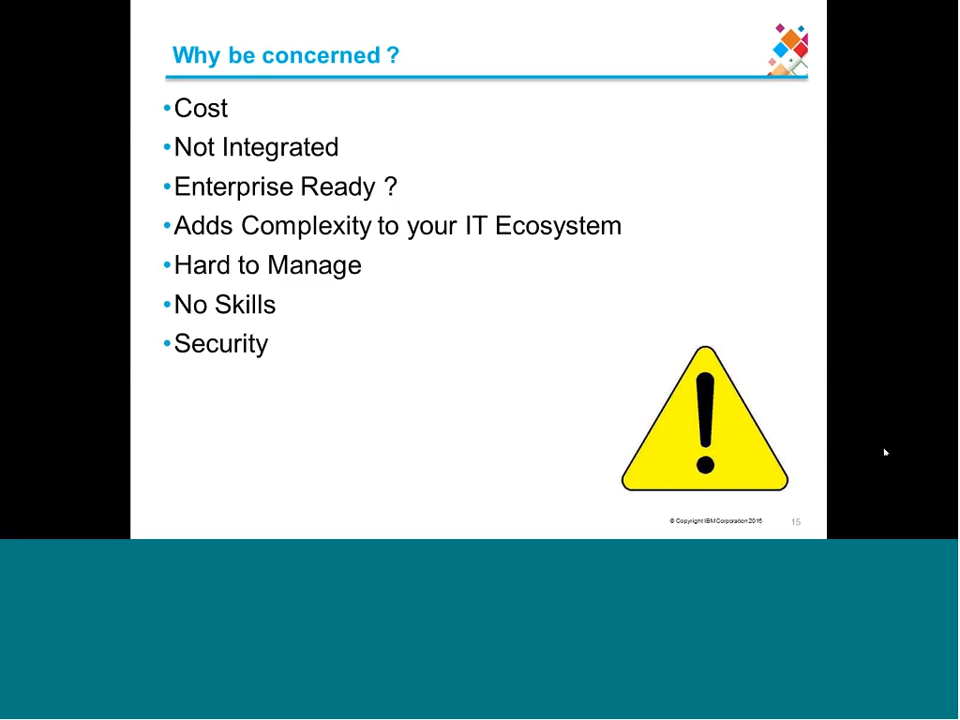 Why be concerned ?
•Cost
•Not Integrated
•Enterprise Ready ?
•Adds Complexity to your IT Ecosystem
•Hard to Manage
•No Skills
•Security
© Copyright IBM Corporation 2015
15